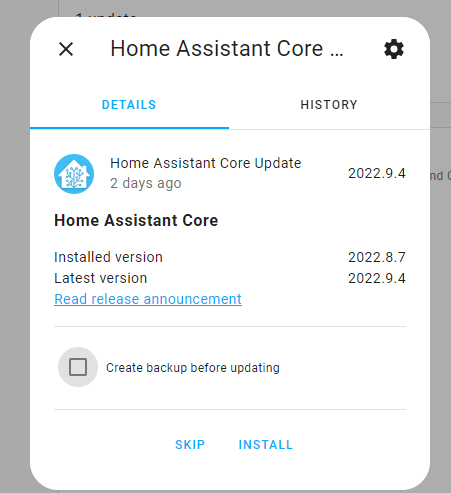 1 update
Home Assistant Core ...
DETAILS
HISTORY
Home Assistant Core Update
2 days ago
2022.9.4
nd
Home Assistant Core
Installed version 2022.8.7
Latest version 2022.9.4
Read release announcement
Create backup before updating
SKIP INSTALL